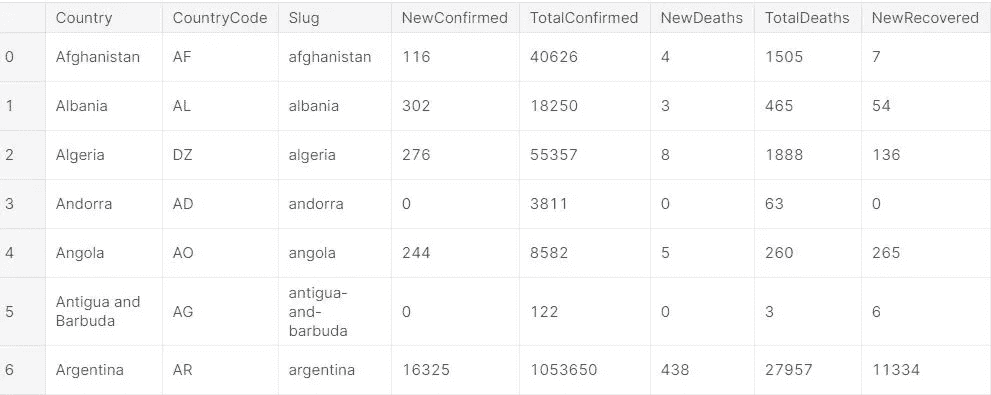 Country CountryCode Slug NewConfirmed TotalConfirmed NewDeaths TotalDeaths NewRecovered
0 Afghanistan AF afghanistan 116 40626 4 1505 7
1 Albania AL albania 302 18250 3 465 54
2 Algeria DZ algeria 276 55357 8 1888 136
3 Andorra AD andorra 0 3811 0 63 0
4 Angola AO angola 244 8582 5 260 265
5 Antigua and Barbuda AG antigua-and-barbuda 0 122 0 3 6
6 Argentina AR argentina 16325 1053650 438 27957 11334